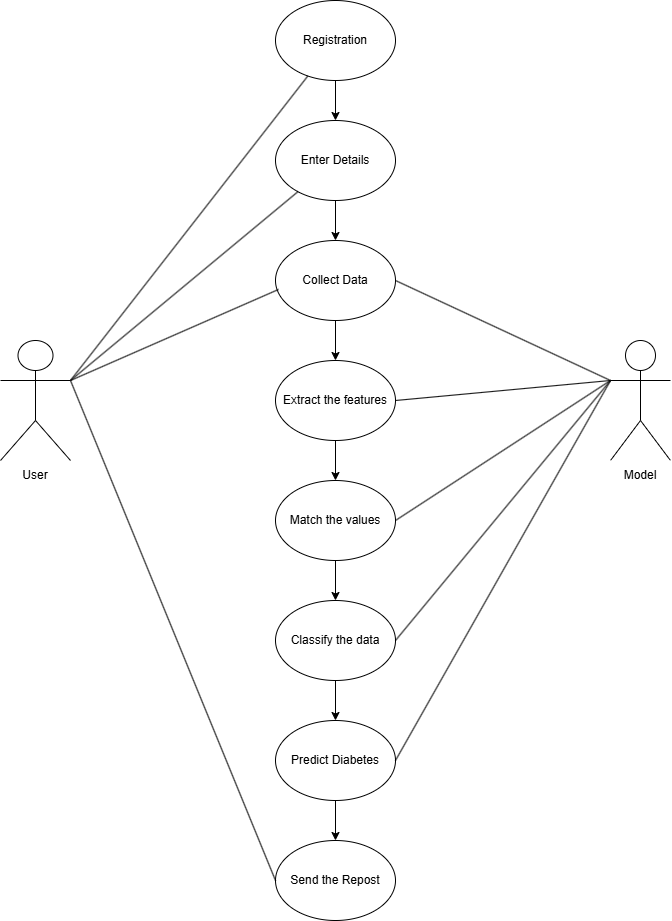 Registration
Enter Details
Collect Data
Extract the features
User
Model
Match the values
Classify the data
Predict Diabetes
Send the Repost